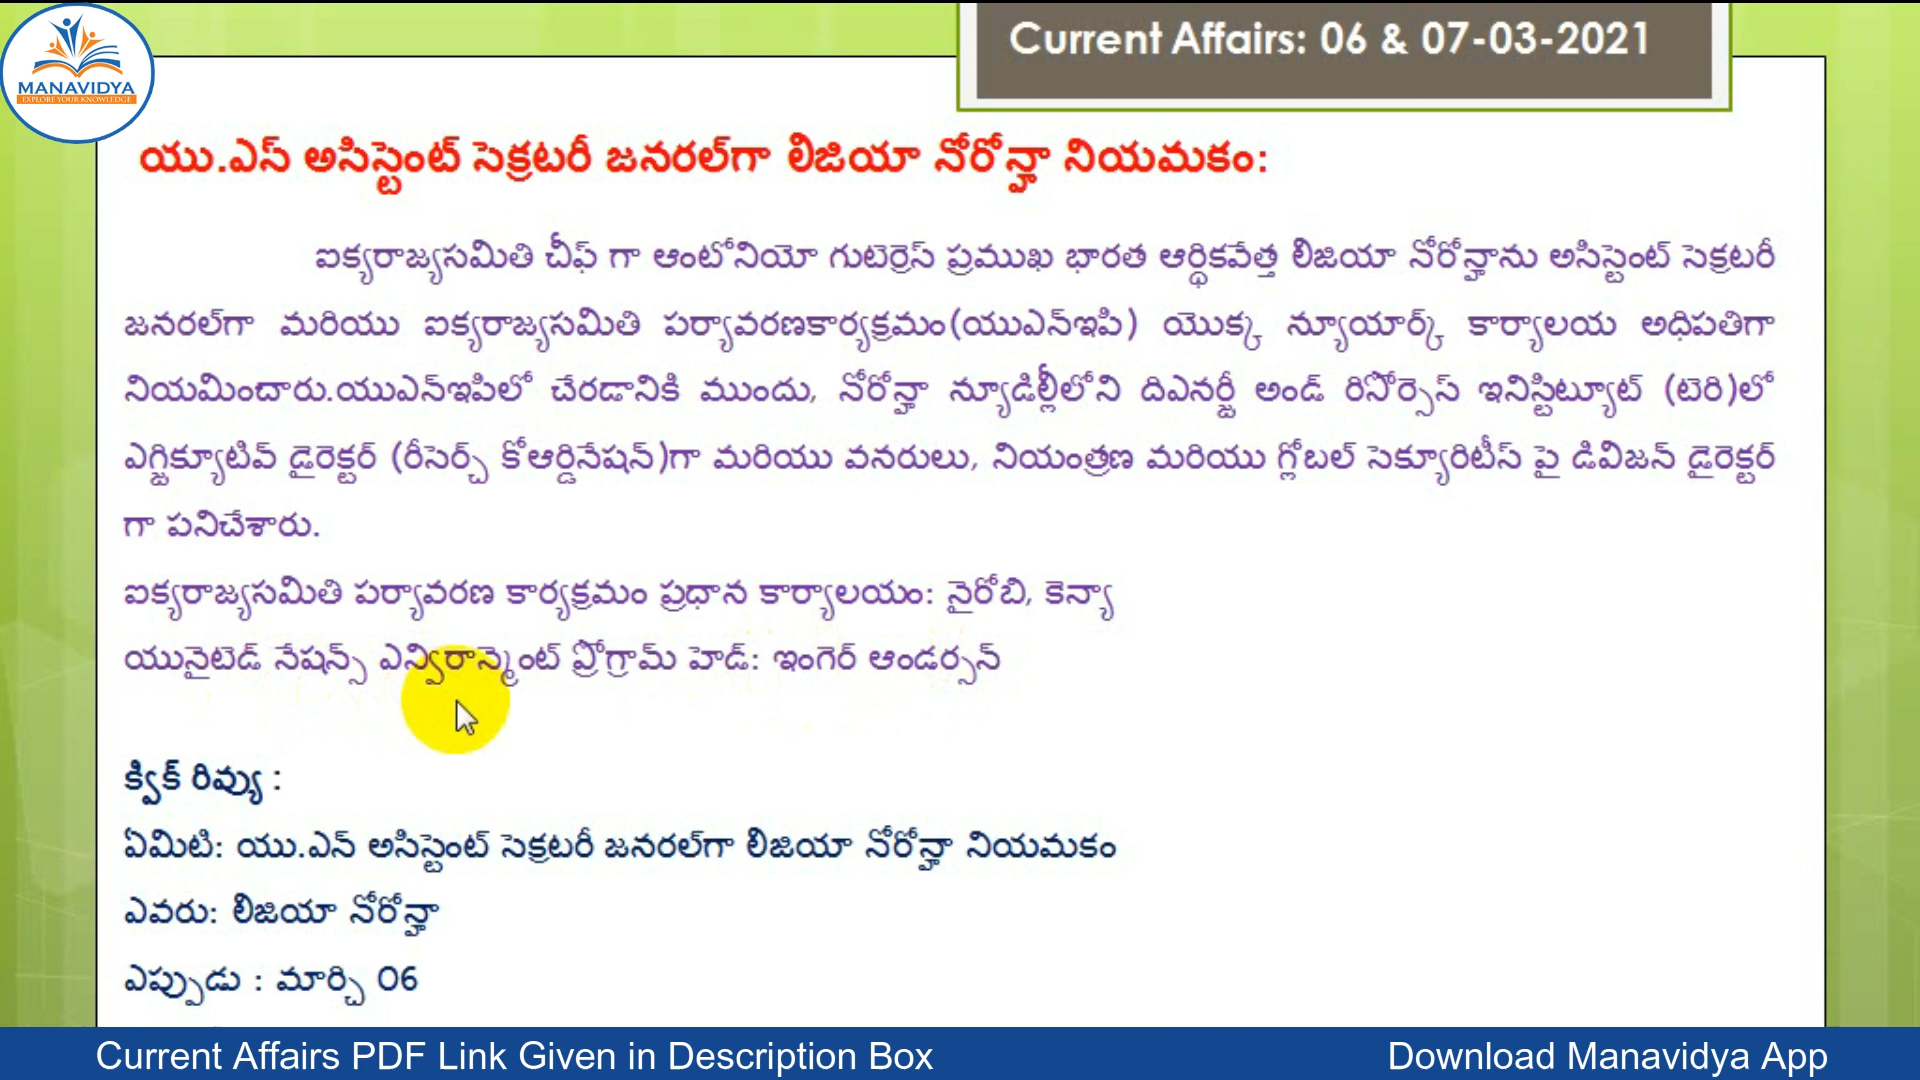 MANAVIDYA
EXPLORE YOUR KNOWLEDGE
Current Affairs: 06 & 07-03-2021
యు.ఎస్ అసిస్టెంట్ సెక్రటరీ జనరల్‌గా లిజియా నోరోన్హా నియమకం:
ఐక్యరాజ్యసమితి చీఫ్ గా ఆంటోనియో గుటెర్రెస్ ప్రముఖ భారత ఆర్థికవేత్త లిజియా నోరోన్హాను అసిస్టెంట్ సెక్రటరీ
జనరల్‌గా మరియు ఐక్యరాజ్యసమితి పర్యావరణకార్యక్రమం(యుఎన్ఇపి) యొక్క న్యూయార్క్ కార్యాలయ అధిపతిగా
నియమించారు.యుఎన్ఇపిలో చేరడానికి ముందు, నోరోన్హా న్యూడిల్లీలోని దిఎనర్జీ అండ్ రిసోర్సెస్ ఇనిస్టిట్యూట్ (టెరి)లో
ఎగ్జిక్యూటివ్ డైరెక్టర్ (రీసెర్చ్ కోఆర్డినేషన్)గా మరియు వనరులు, నియంత్రణ మరియు గ్లోబల్ సెక్యూరిటీస్ పై డివిజన్ డైరెక్టర్
గా పనిచేశారు.
ఐక్యరాజ్యసమితి పర్యావరణ కార్యక్రమం ప్రధాన కార్యాలయం: నైరోబి, కెన్యా
యునైటెడ్ నేషన్స్ ఎన్విరాన్మెంట్ ప్రోగ్రామ్ హెడ్: ఇంగెర్ ఆండర్సన్
క్విక్ రివ్యు :
ఏమిటి: యు.ఎన్ అసిస్టెంట్ సెక్రటరీ జనరల్‌గా లిజియా నోరోన్హా నియమకం
ఎవరు: లిజియా నోరోన్హా
ఎప్పుడు : మార్చి 06
Current Affairs PDF Link Given in Description Box
Download Manavidya App